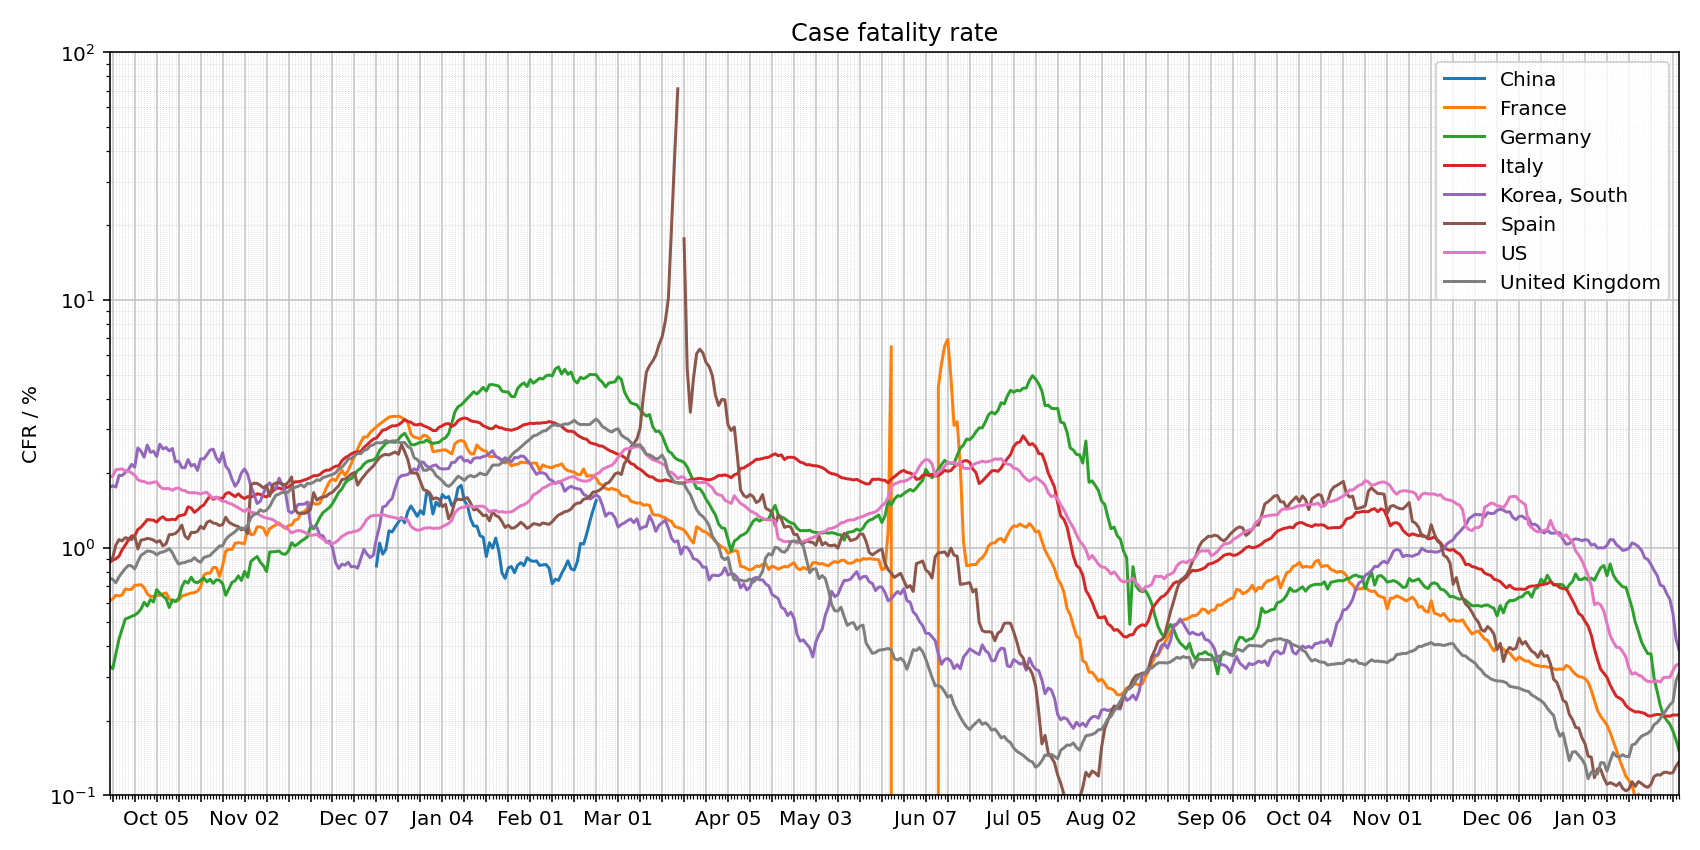 Case fatality rate
CFR / %
10²
10¹
10⁰
10⁻¹
China
France
Germany
Italy
Korea, South
Spain
US
United Kingdom
Oct 05 Nov 02 Dec 07 Jan 04 Feb 01 Mar 01 Apr 05 May 03 Jun 07 Jul 05 Aug 02 Sep 06 Oct 04 Nov 01 Dec 06 Jan 03